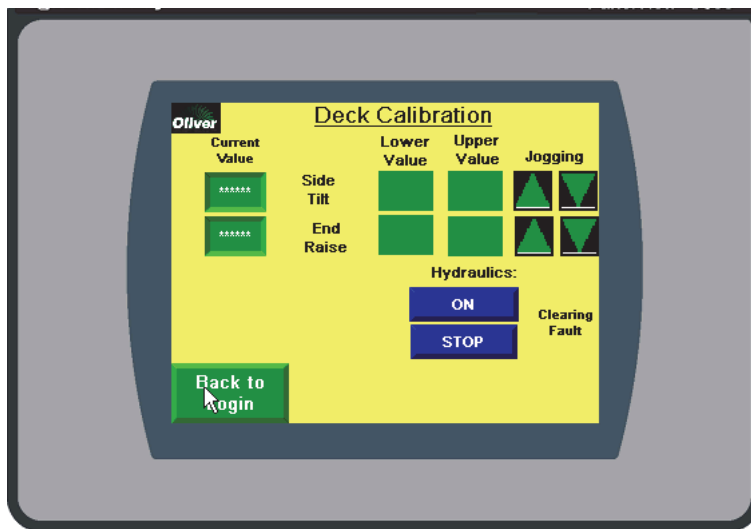 Oliver
Deck Calibration
Current
Value
Lower
Value
Upper
Value
Jogging
******
Side
Tilt
******
End
Raise
Hydraulics:
ON
STOP
Clearing
Fault
Back to
Login